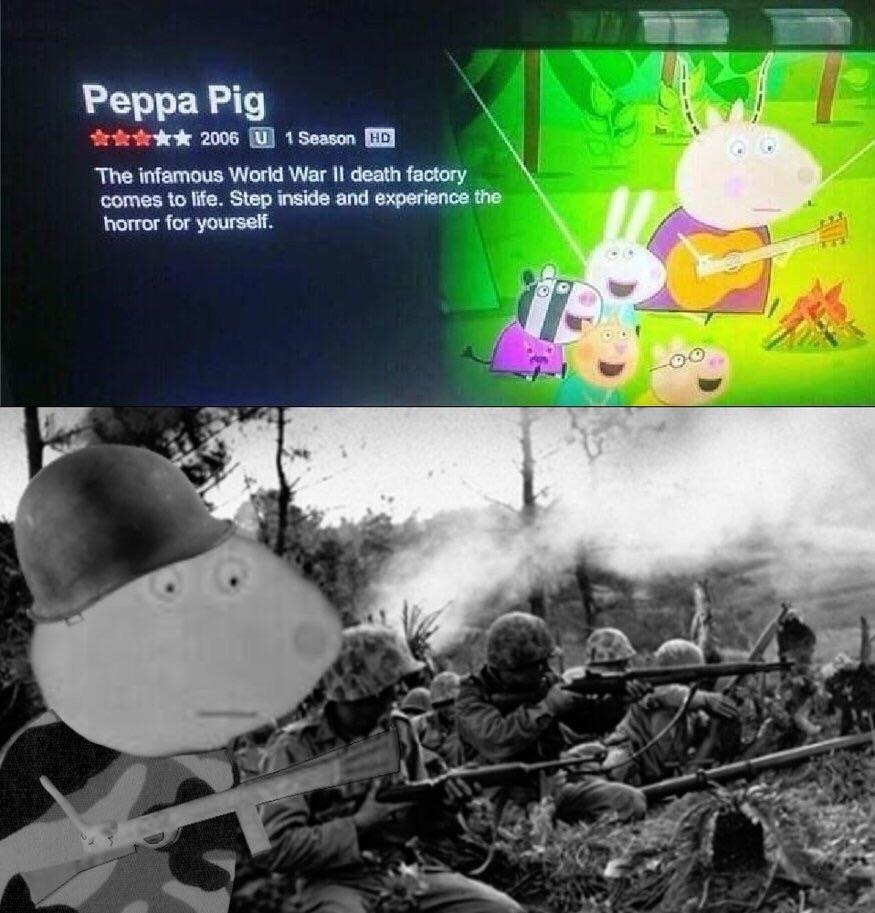 Peppa Pig
2006 U 1 Season HD
The infamous World War II death factory
comes to life. Step inside and experience the
horror for yourself.